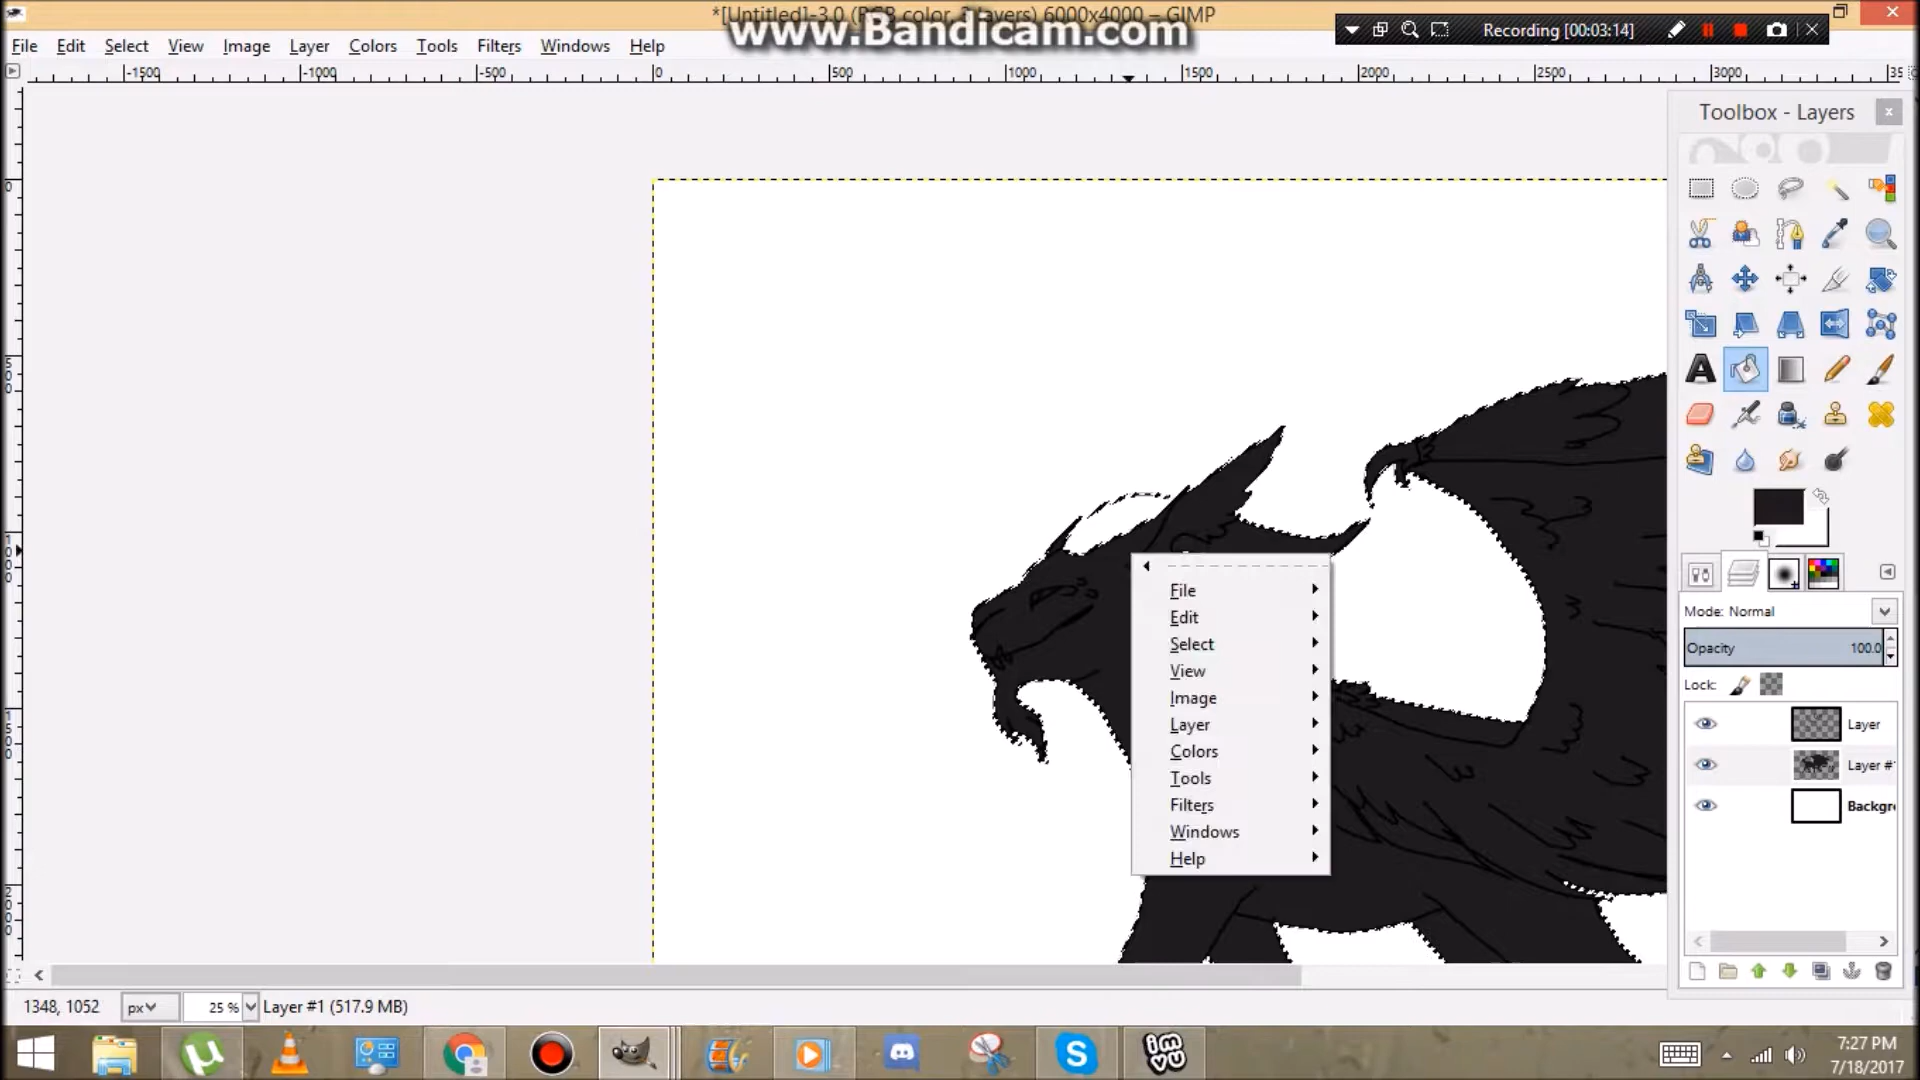 *[Untitled]-3.0 (RGB color, 3 layers) 6000x4000 – GIMP
www.Bandicam.com
Recording [00:03:14]
File Edit Select View Image Layer Colors Tools Filters Windows Help
-1500 -1000 -500 0 500 1000 1500 2000 2500 3000 35
Toolbox - Layers
Mode: Normal
Opacity 100.0
Lock:
Layer
Layer #
Backgr
File
Edit
Select
View
Image
Layer
Colors
Tools
Filters
Windows
Help
1348, 1052 px 25 % Layer #1 (517.9 MB)
7:27 PM
7/18/2017